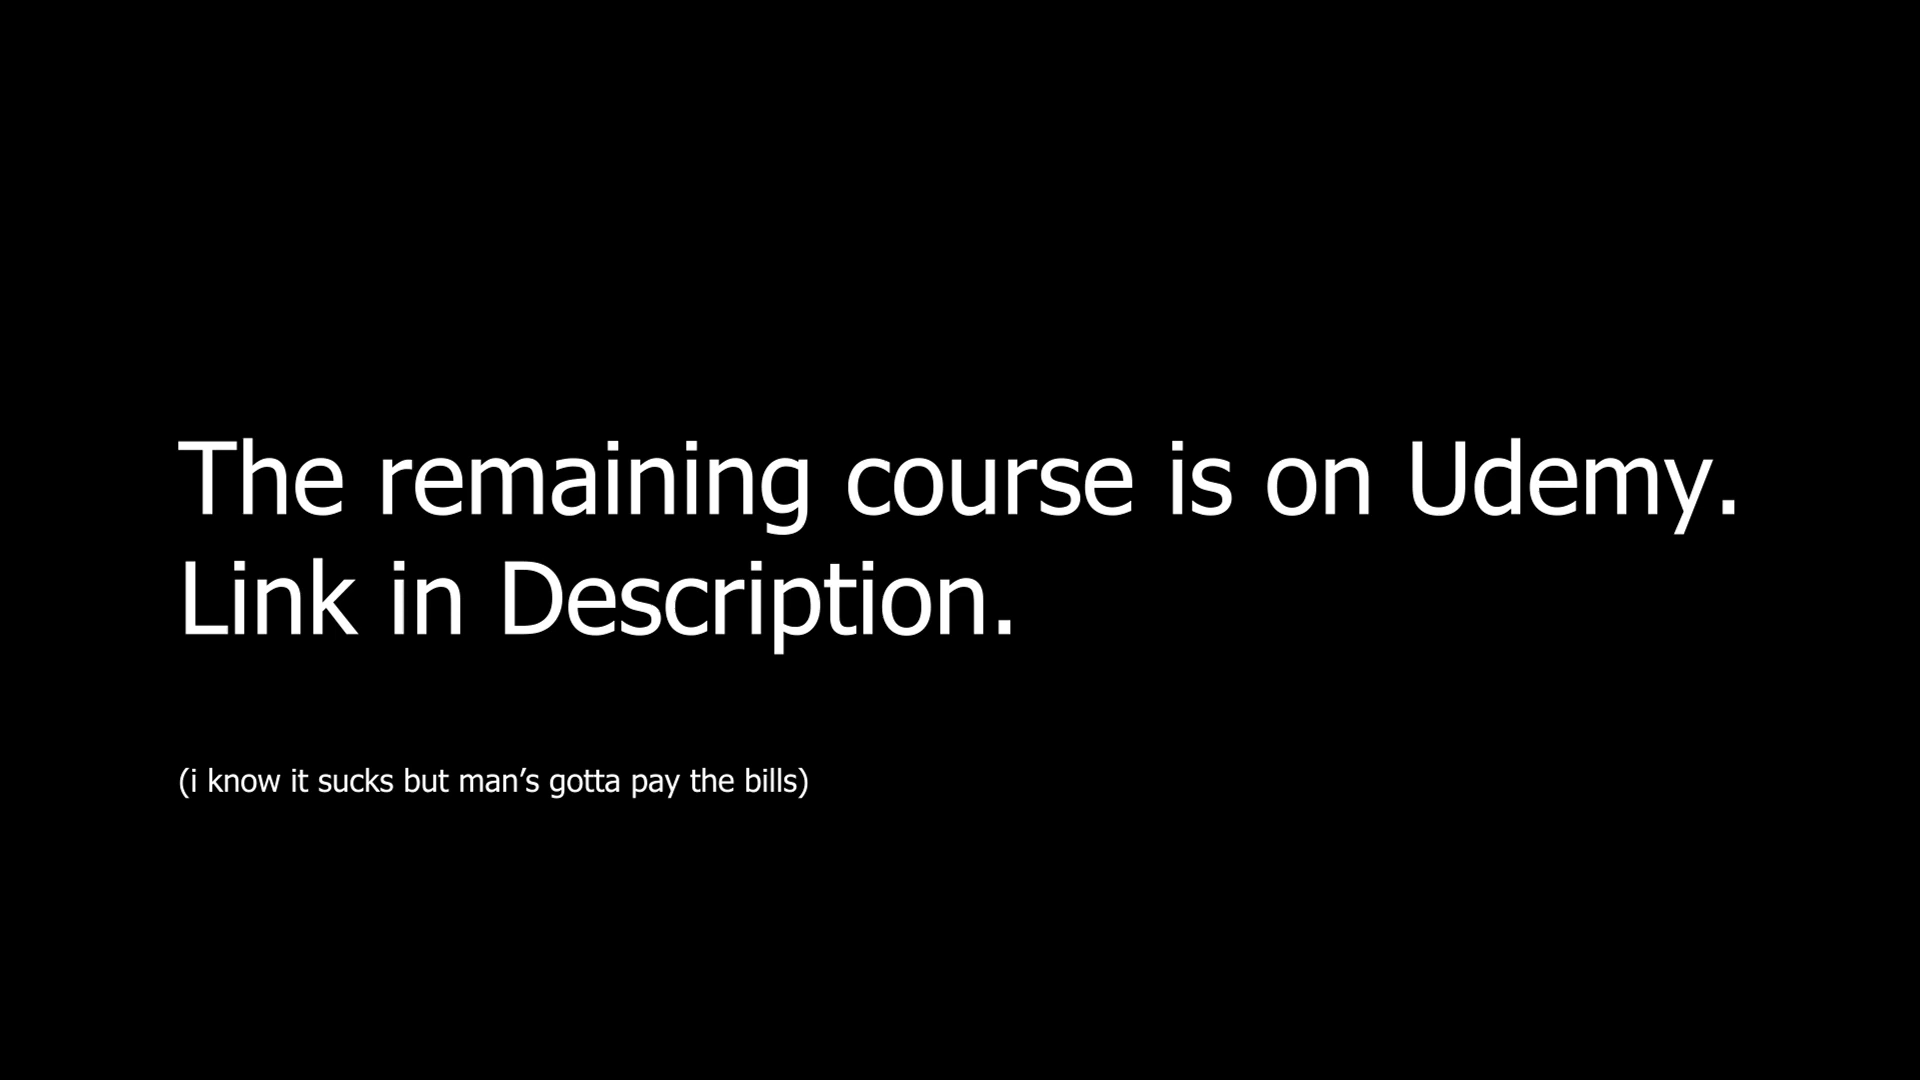 The remaining course is on Udemy.
Link in Description.
(i know it sucks but man’s gotta pay the bills)